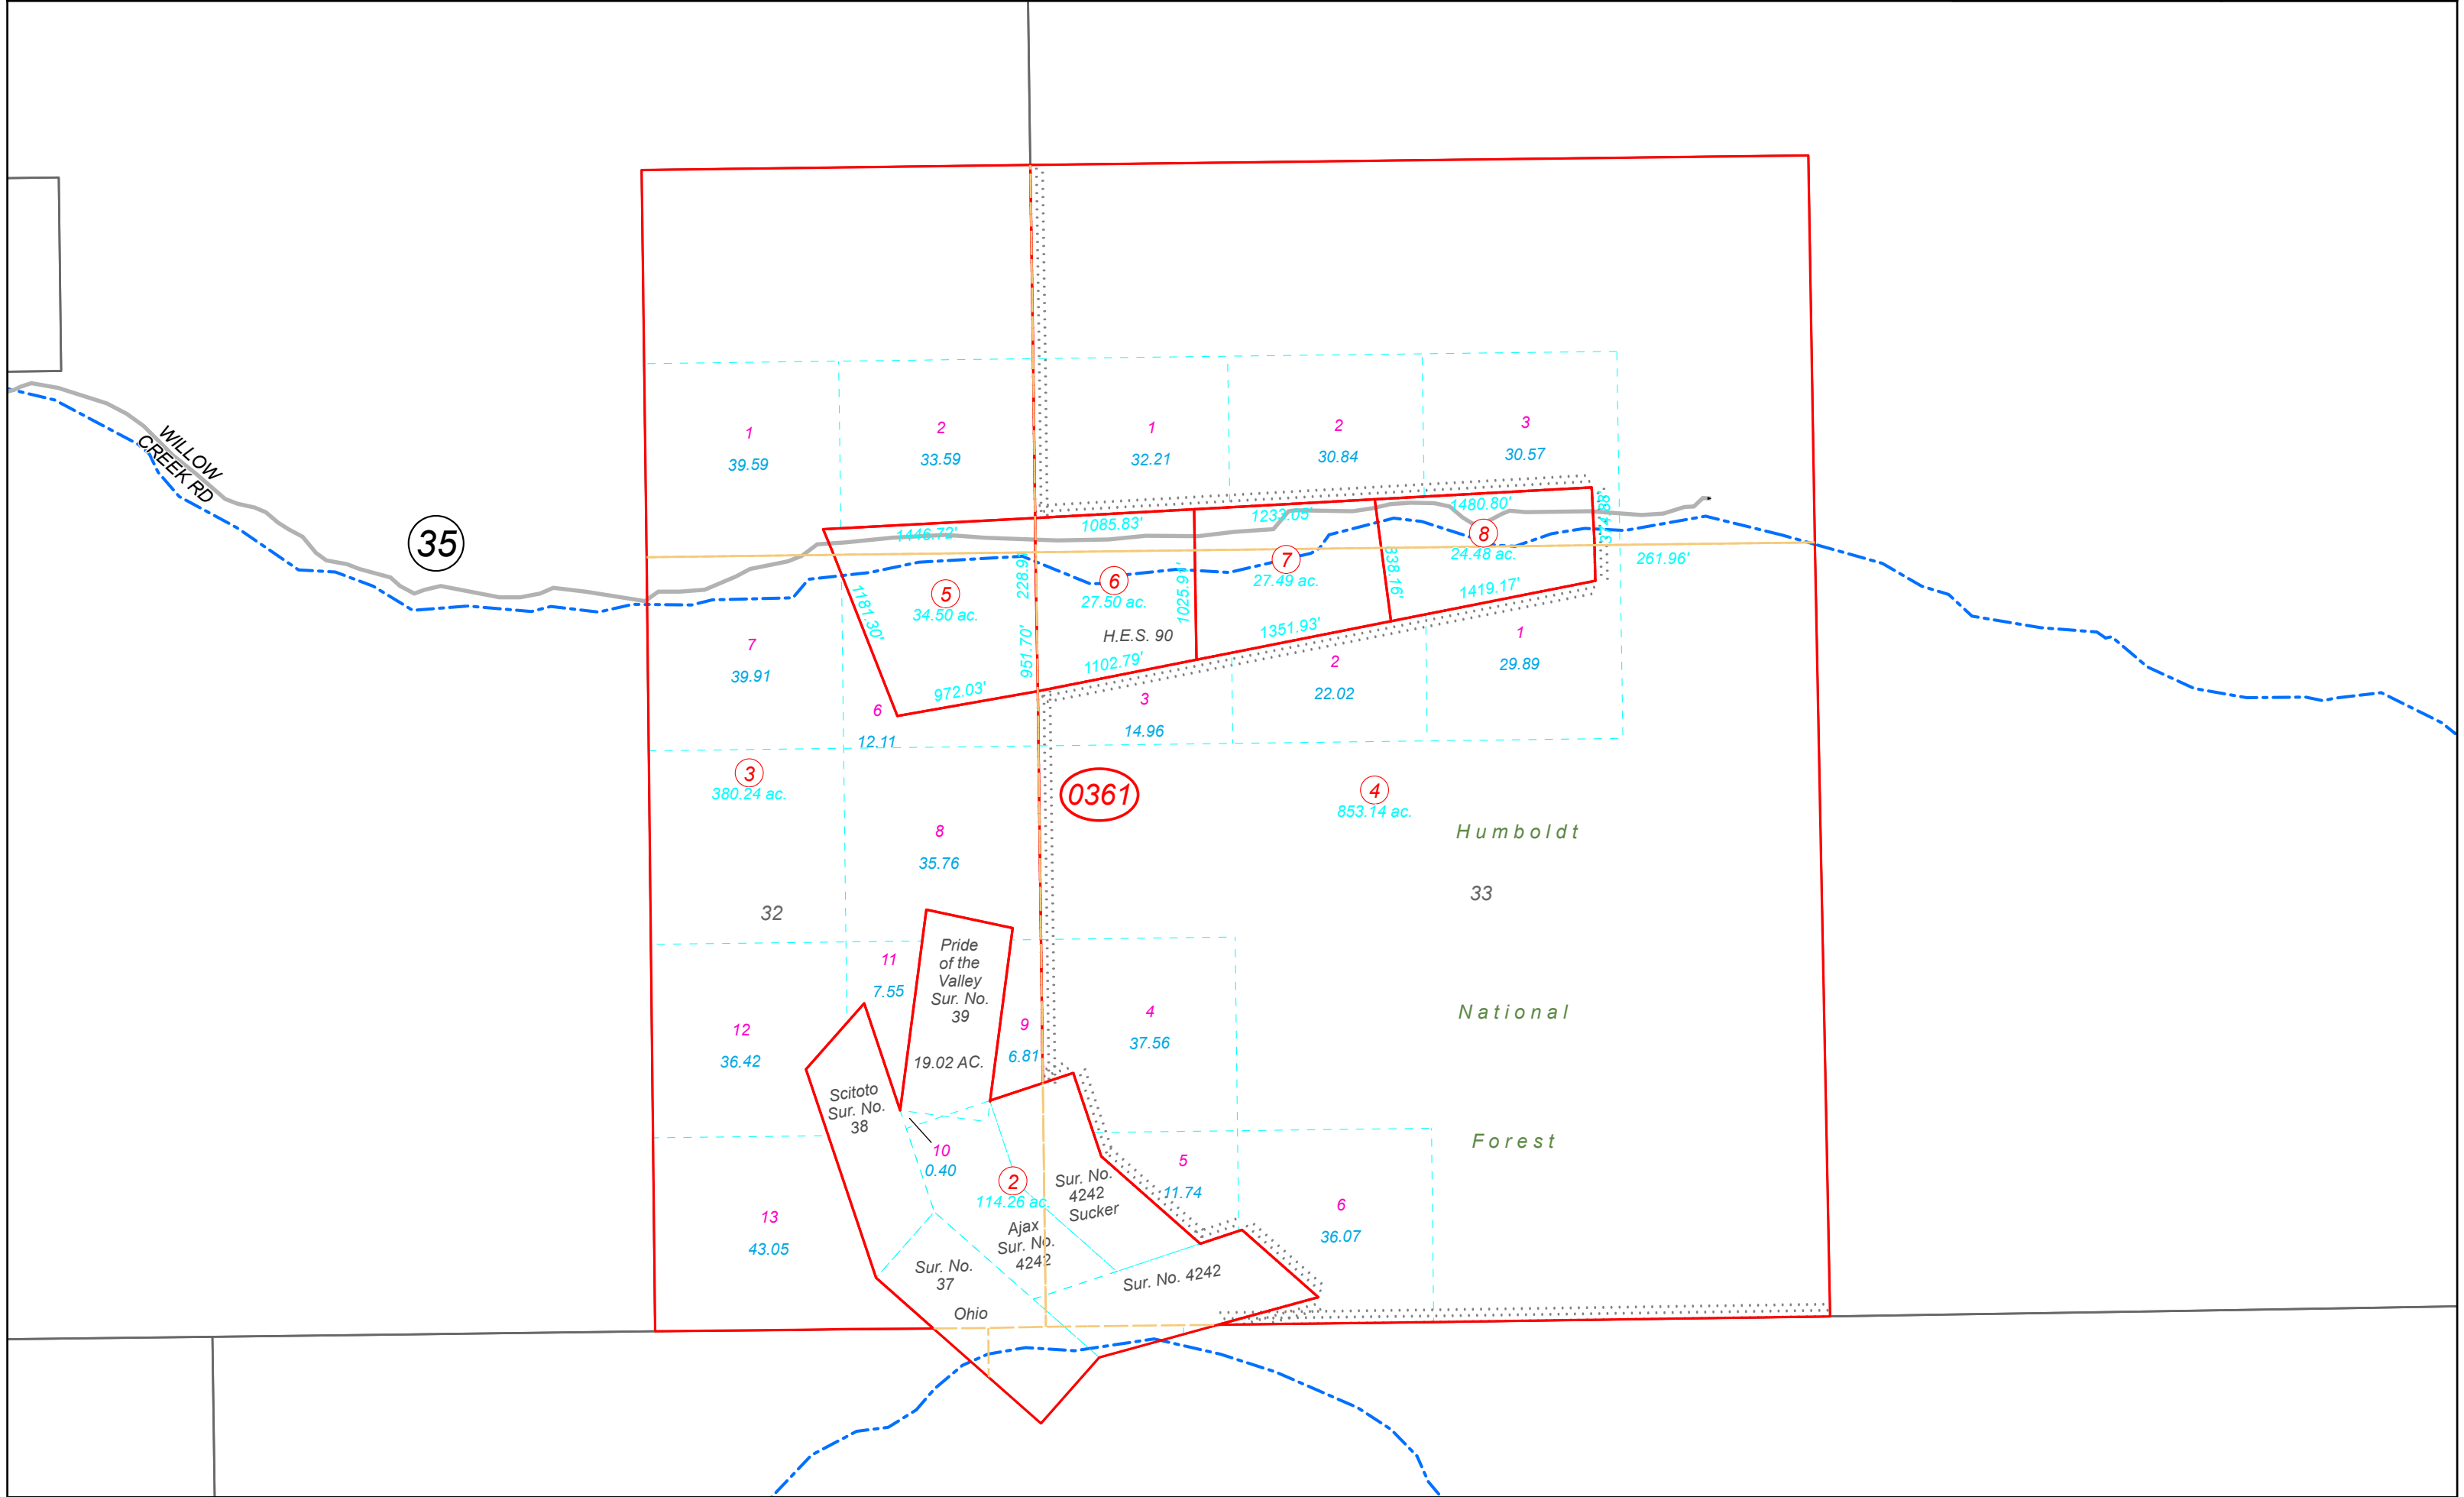 WILLOW
CREEK RD
35
1
39.59
2
33.59
1
32.21
2
30.84
3
30.57
1446.72'
1085.83'
1233.05'
1480.80'
374.88'
261.96'
1181.30'
5
34.50 ac.
951.70'
6
27.50 ac.
H.E.S. 90
1025.91'
7
27.49 ac.
838.16'
8
24.48 ac.
972.03'
1102.79'
1351.93'
1419.17'
7
39.91
6
12.11
3
14.96
2
22.02
1
29.89
3
380.24 ac.
0361
4
853.14 ac.
8
35.76
Humboldt
33
National
Forest
32
11
7.55
Pride
of the
Valley
Sur. No.
39
19.02 AC.
9
6.81
4
37.56
12
36.42
Scitoto
Sur. No.
38
10
0.40
2
114.26 ac.
Sur. No.
4242
Sucker
5
11.74
6
36.07
13
43.05
Ajax
Sur. No.
4242
Sur. No.
37
Ohio
Sur. No. 4242